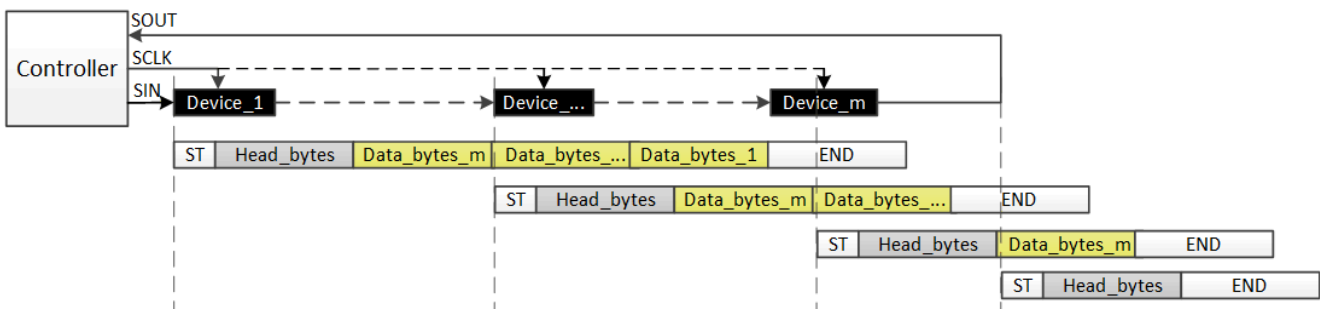 SOUT
SCLK
Controller
SIN
Device_1 Device_... Device_m
ST Head_bytes Data_bytes_m Data_bytes_... Data_bytes_1 END
ST Head_bytes Data_bytes_m Data_bytes_... END
ST Head_bytes Data_bytes_m END
ST Head_bytes END